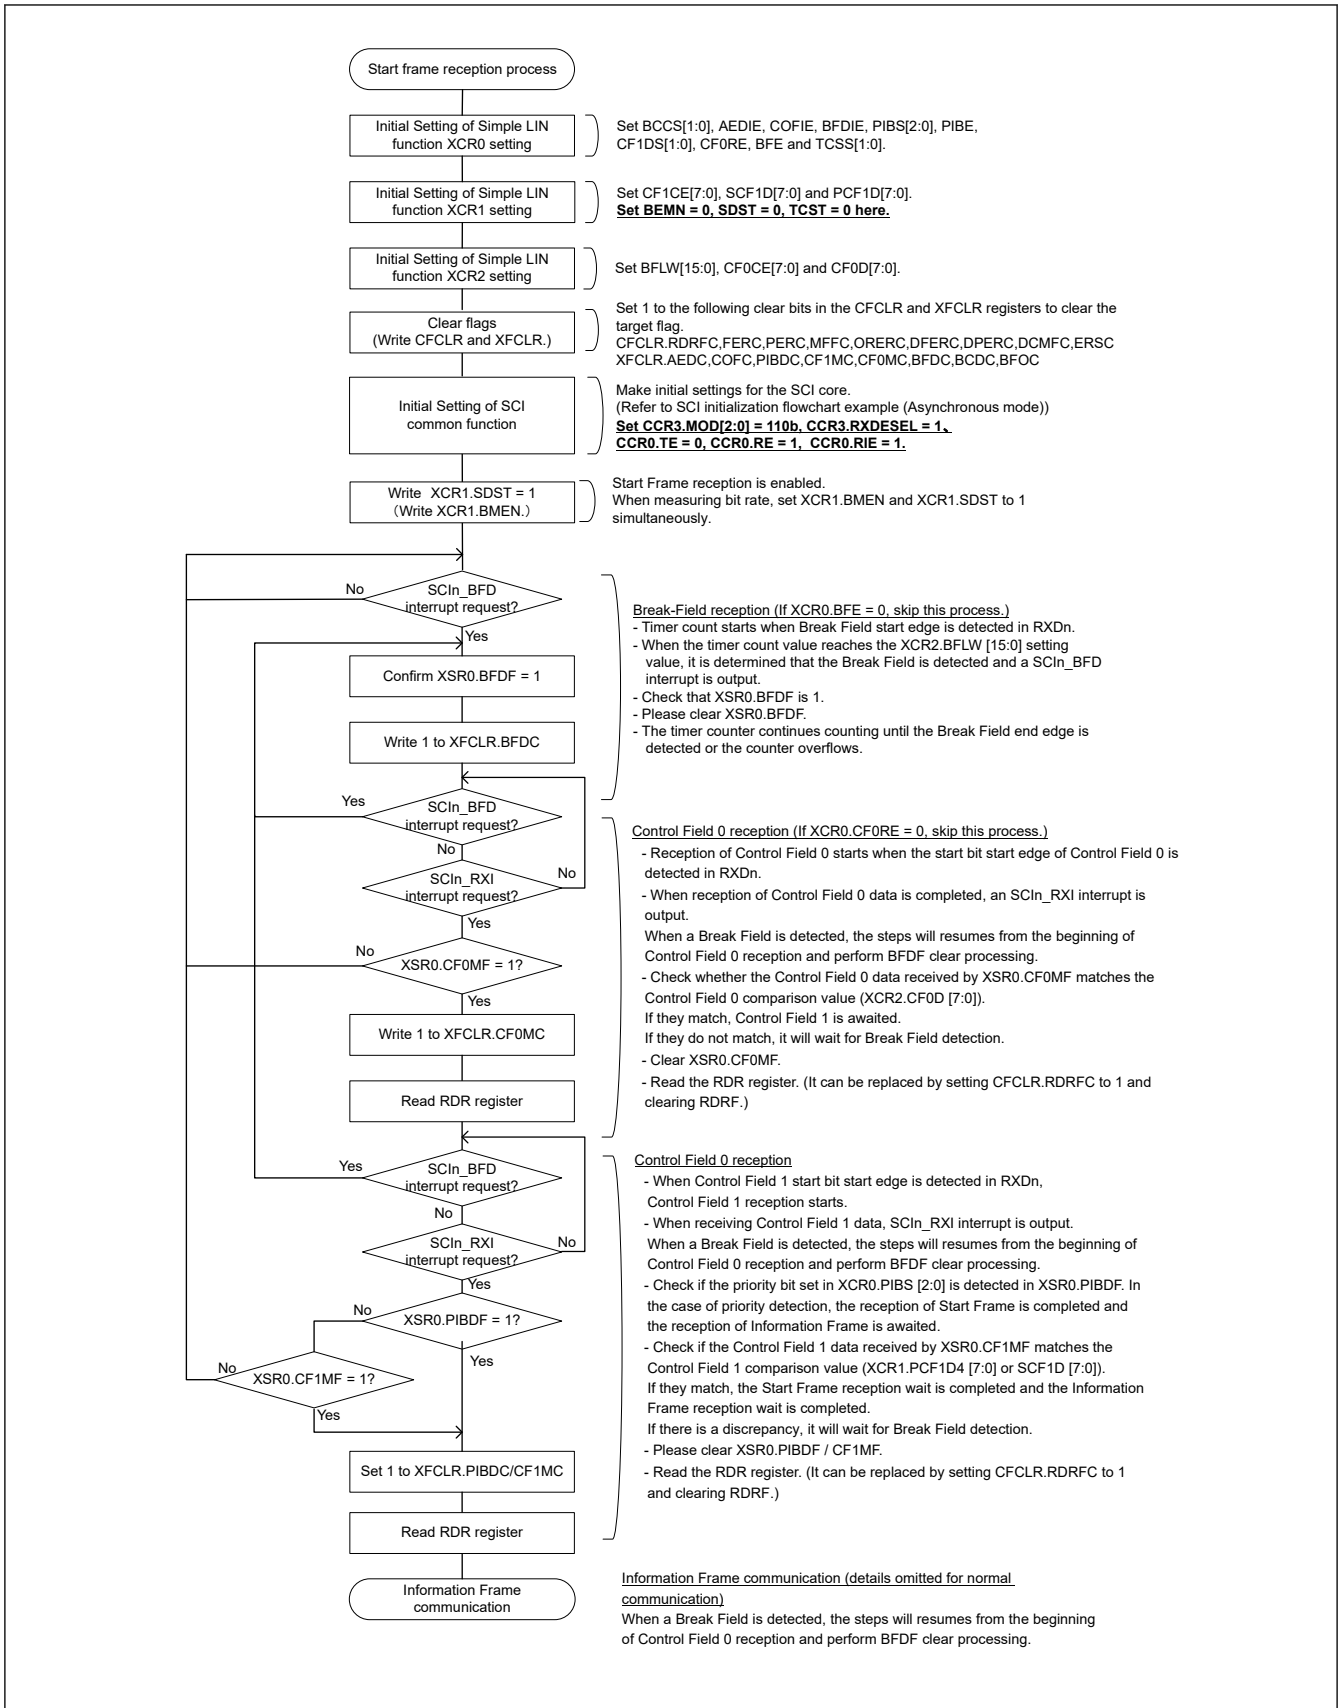 Start frame reception process
Initial Setting of Simple LIN
function XCR0 setting
Set BCCS[1:0], AEDIE, COFIE, BFDIE, PIBS[2:0], PIBE,
CF1DS[1:0], CF0RE, BFE and TCSS[1:0].
Initial Setting of Simple LIN
function XCR1 setting
Set CF1CE[7:0], SCF1D[7:0] and PCF1D[7:0].
Set BEMN = 0, SDST = 0, TCST = 0 here.
Initial Setting of Simple LIN
function XCR2 setting
Set BFLW[15:0], CF0CE[7:0] and CF0D[7:0].
Clear flags
(Write CFCLR and XFCLR.)
Set 1 to the following clear bits in the CFCLR and XFCLR registers to clear the
target flag.
CFCLR.RDRFC,FERC,PERC,MFFC,ORERC,DFERC,DPERC,DCMFC,ERSC
XFCLR.AEDC,COFC,PIBDC,CF1MC,CF0MC,BFDC,BCDC,BFOC
Initial Setting of SCI
common function
Make initial settings for the SCI core.
(Refer to SCI initialization flowchart example (Asynchronous mode))
Set CCR3.MOD[2:0] = 110b, CCR3.RXDESEL = 1、
CCR0.TE = 0, CCR0.RE = 1, CCR0.RIE = 1.
Write XCR1.SDST = 1
（Write XCR1.BMEN.）
Start Frame reception is enabled.
When measuring bit rate, set XCR1.BMEN and XCR1.SDST to 1
simultaneously.
No
SCIn_BFD
interrupt request?
Yes
Confirm XSR0.BFDF = 1
Write 1 to XFCLR.BFDC
Break-Field reception (If XCR0.BFE = 0, skip this process.)
- Timer count starts when Break Field start edge is detected in RXDn.
- When the timer count value reaches the XCR2.BFLW [15:0] setting
value, it is determined that the Break Field is detected and a SCIn_BFD
interrupt is output.
- Check that XSR0.BFDF is 1.
- Please clear XSR0.BFDF.
- The timer counter continues counting until the Break Field end edge is
detected or the counter overflows.
Yes
SCIn_BFD
interrupt request?
No
SCIn_RXI
interrupt request?
No
Yes
No
XSR0.CF0MF = 1?
Yes
Write 1 to XFCLR.CF0MC
Read RDR register
Control Field 0 reception (If XCR0.CF0RE = 0, skip this process.)
- Reception of Control Field 0 starts when the start bit start edge of Control Field 0 is
detected in RXDn.
- When reception of Control Field 0 data is completed, an SCIn_RXI interrupt is
output.
When a Break Field is detected, the steps will resumes from the beginning of
Control Field 0 reception and perform BFDF clear processing.
- Check whether the Control Field 0 data received by XSR0.CF0MF matches the
Control Field 0 comparison value (XCR2.CF0D [7:0]).
If they match, Control Field 1 is awaited.
If they do not match, it will wait for Break Field detection.
- Clear XSR0.CF0MF.
- Read the RDR register. (It can be replaced by setting CFCLR.RDRFC to 1 and
clearing RDRF.)
Yes
SCIn_BFD
interrupt request?
No
SCIn_RXI
interrupt request?
No
Yes
No
XSR0.PIBDF = 1?
Yes
No
XSR0.CF1MF = 1?
Yes
Set 1 to XFCLR.PIBDC/CF1MC
Read RDR register
Control Field 0 reception
- When Control Field 1 start bit start edge is detected in RXDn,
Control Field 1 reception starts.
- When receiving Control Field 1 data, SCIn_RXI interrupt is output.
When a Break Field is detected, the steps will resumes from the beginning of
Control Field 0 reception and perform BFDF clear processing.
- Check if the priority bit set in XCR0.PIBS [2:0] is detected in XSR0.PIBDF. In
the case of priority detection, the reception of Start Frame is completed and
the reception of Information Frame is awaited.
- Check if the Control Field 1 data received by XSR0.CF1MF matches the
Control Field 1 comparison value (XCR1.PCF1D4 [7:0] or SCF1D [7:0]).
If they match, the Start Frame reception wait is completed and the Information
Frame reception wait is completed.
If there is a discrepancy, it will wait for Break Field detection.
- Please clear XSR0.PIBDF / CF1MF.
- Read the RDR register. (It can be replaced by setting CFCLR.RDRFC to 1
and clearing RDRF.)
Information Frame
communication
Information Frame communication (details omitted for normal
communication)
When a Break Field is detected, the steps will resumes from the beginning
of Control Field 0 reception and perform BFDF clear processing.